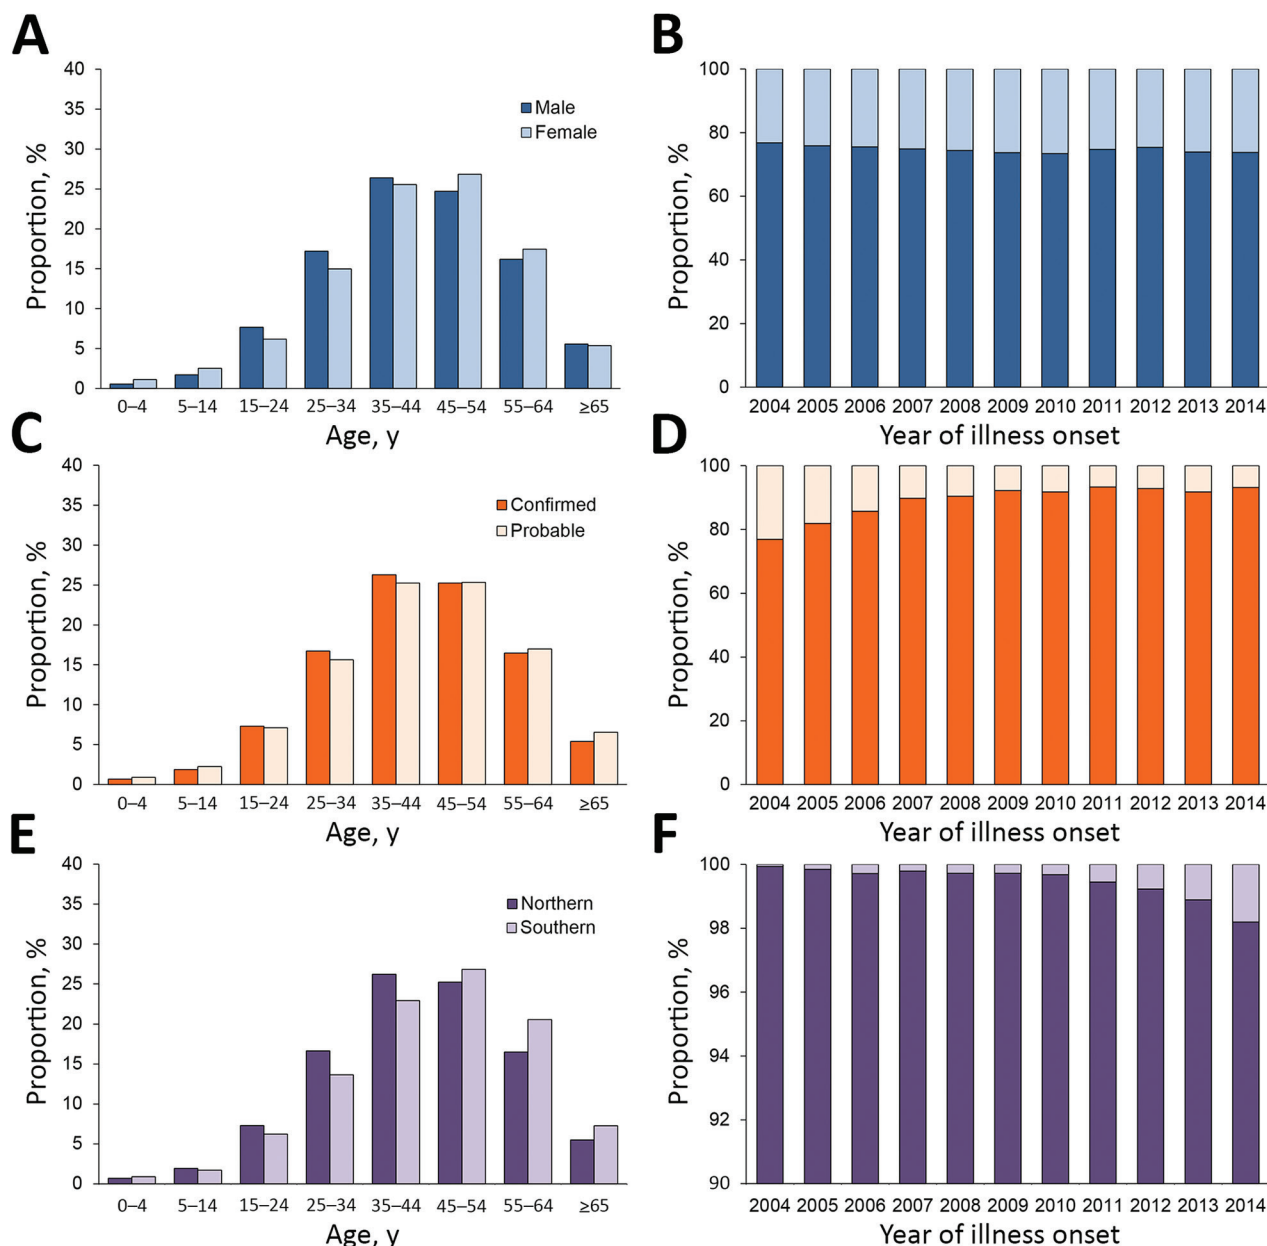 A
40
35
30
25
20
15
10
5
0
Proportion, %
Male
Female
0–4 5–14 15–24 25–34 35–44 45–54 55–64 ≥65
Age, y
B
100
80
60
40
20
0
Proportion, %
2004 2005 2006 2007 2008 2009 2010 2011 2012 2013 2014
Year of illness onset
C
40
35
30
25
20
15
10
5
0
Proportion, %
Confirmed
Probable
0–4 5–14 15–24 25–34 35–44 45–54 55–64 ≥65
Age, y
D
100
80
60
40
20
0
Proportion, %
2004 2005 2006 2007 2008 2009 2010 2011 2012 2013 2014
Year of illness onset
E
40
35
30
25
20
15
10
5
0
Proportion, %
Northern
Southern
0–4 5–14 15–24 25–34 35–44 45–54 55–64 ≥65
Age, y
F
100
98
96
94
92
90
Proportion, %
2004 2005 2006 2007 2008 2009 2010 2011 2012 2013 2014
Year of illness onset